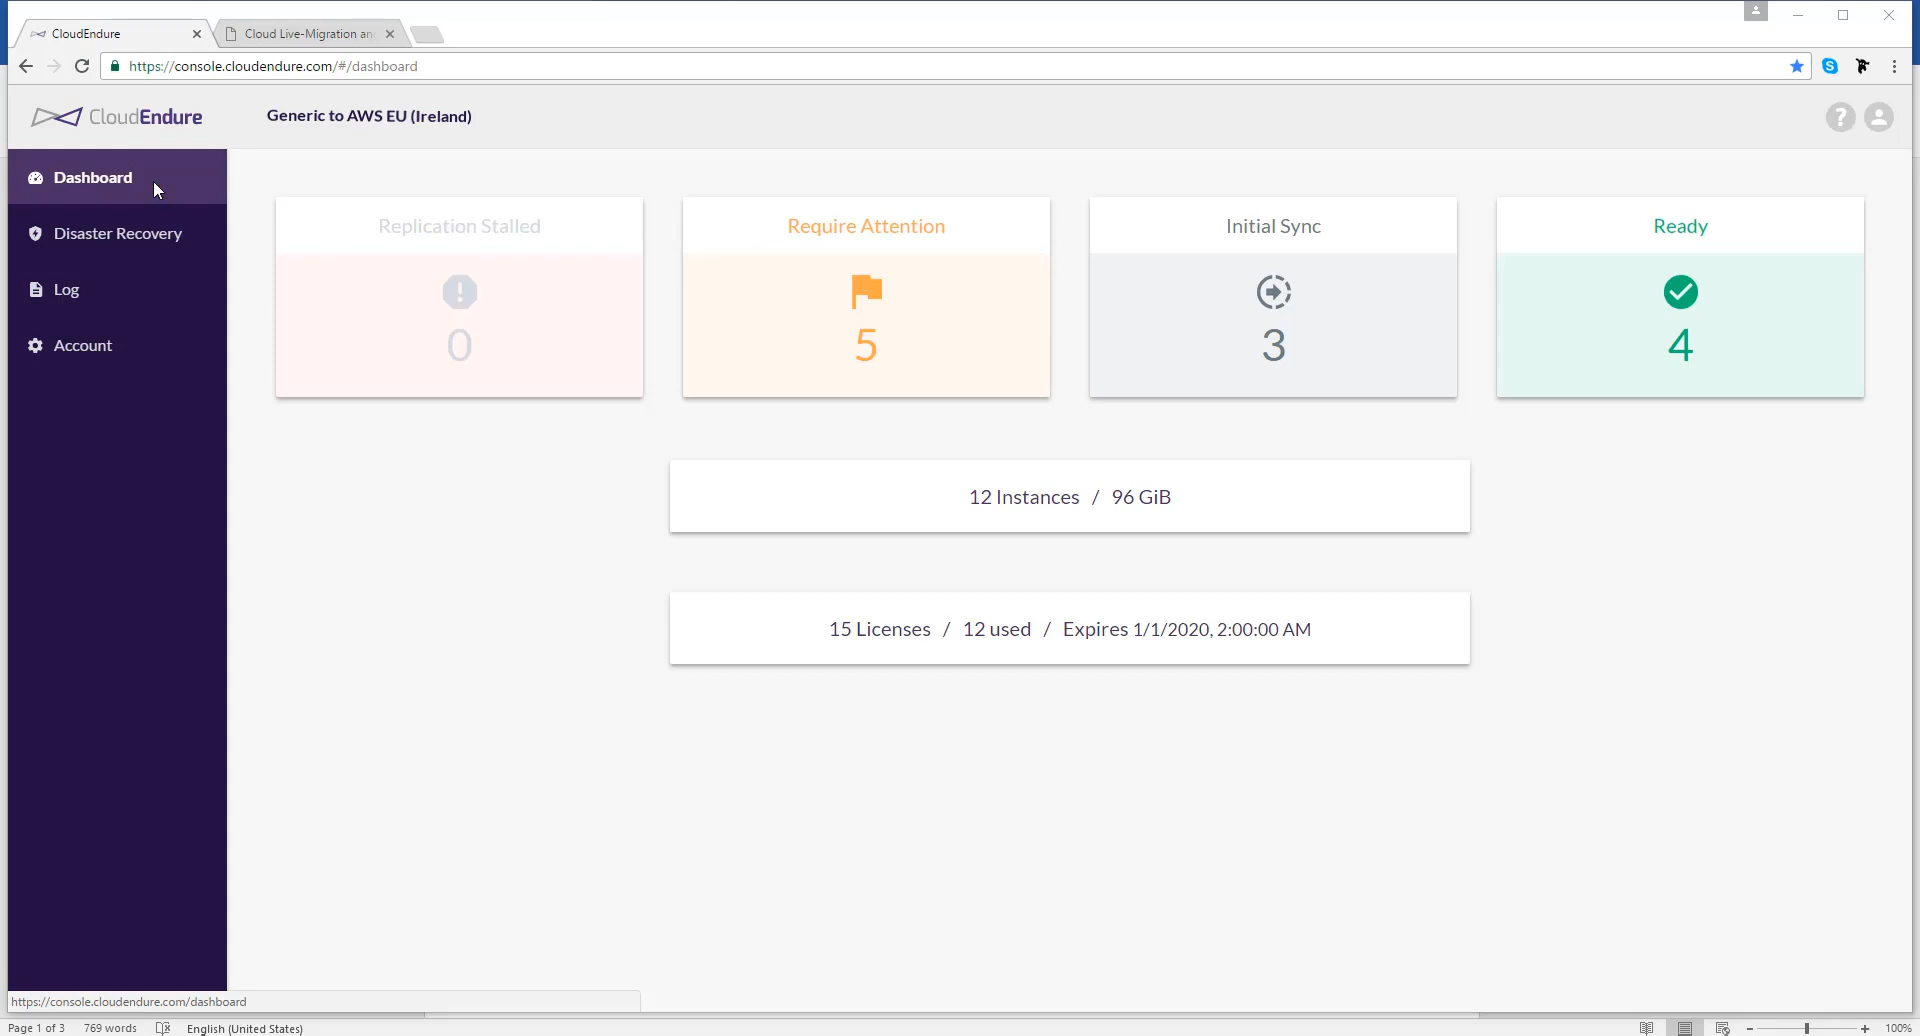 CloudEndure
Cloud Live-Migration an
https://console.cloudendure.com/#/dashboard
CloudEndure
Generic to AWS EU (Ireland)
Dashboard
Disaster Recovery
Log
Account
Replication Stalled
0
Require Attention
5
Initial Sync
3
Ready
4
12 Instances / 96 GiB
15 Licenses / 12 used / Expires 1/1/2020, 2:00:00 AM
https://console.cloudendure.com/dashboard
Page 1 of 3 769 words English (United States) 100%